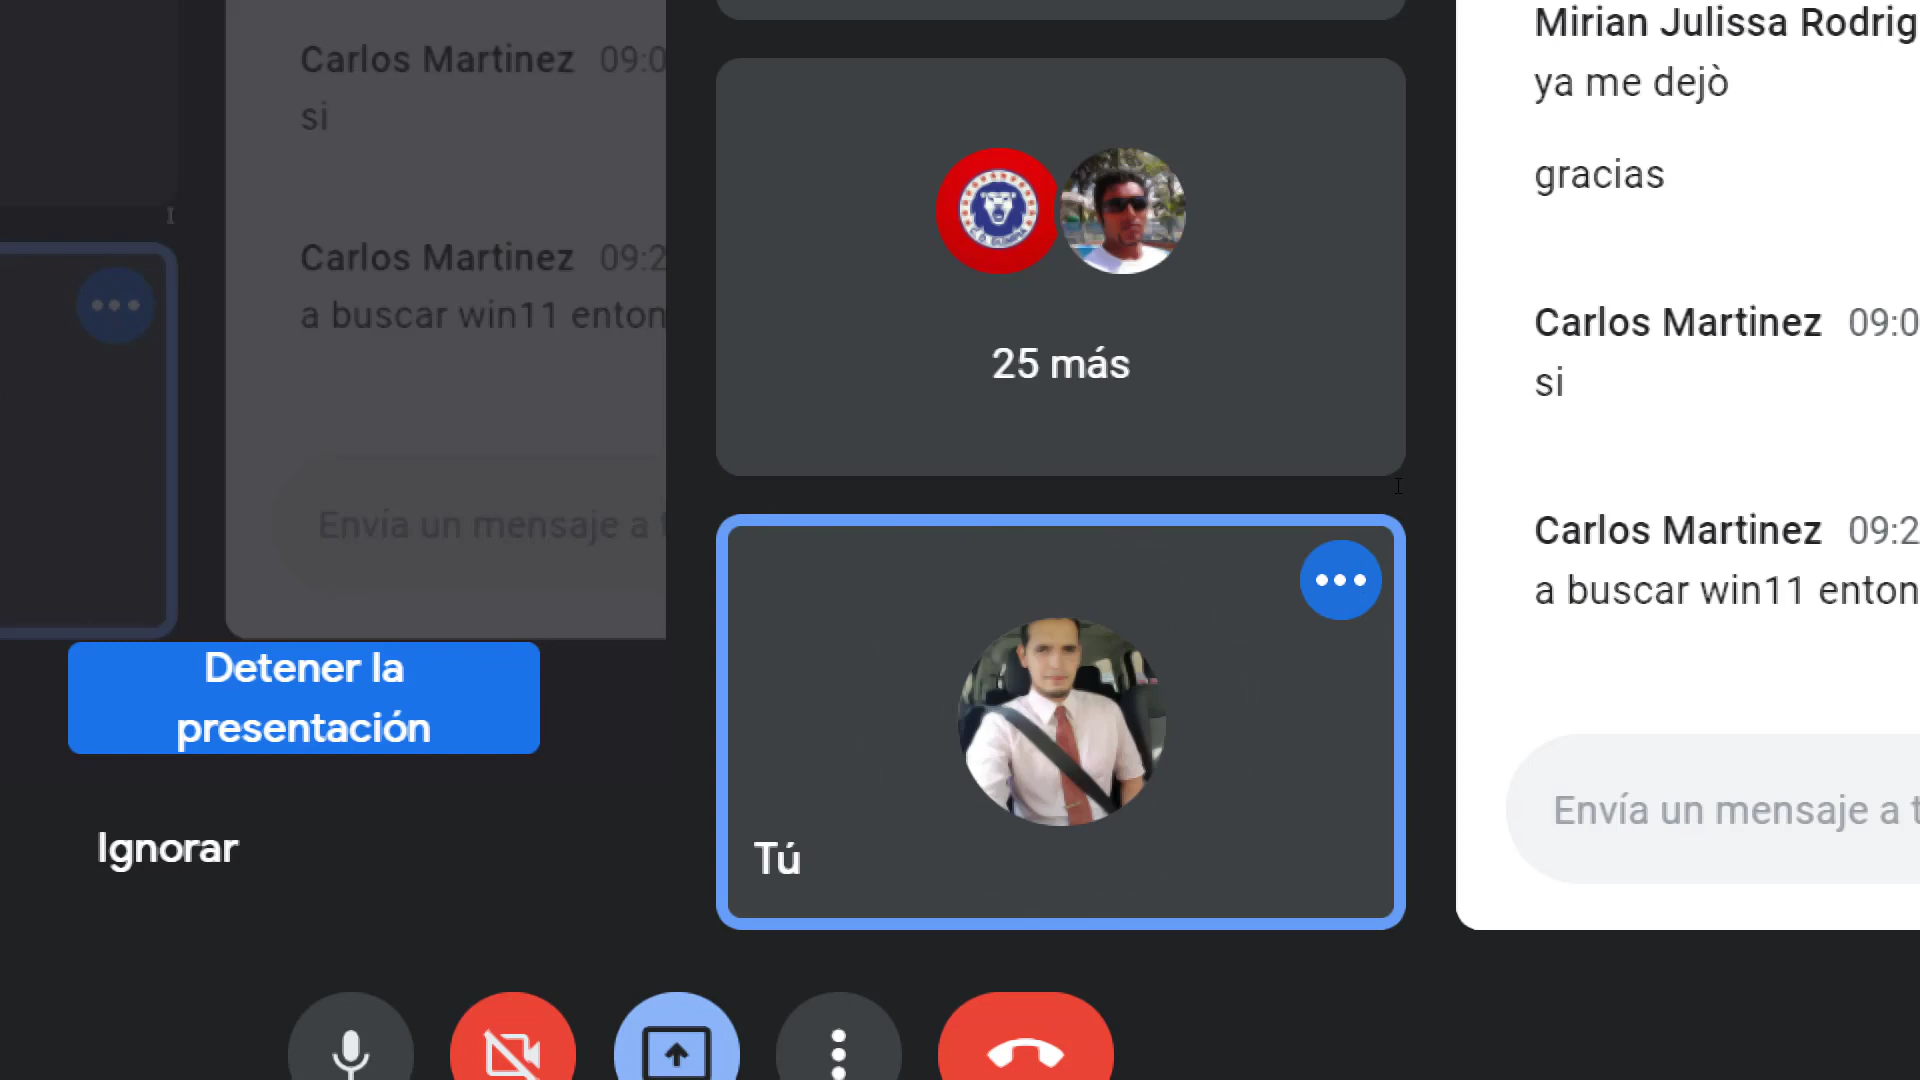 Carlos Martinez 09:0
si
Carlos Martinez 09:2
a buscar win11 enton
Envía un mensaje a t
Detener la
presentación
Ignorar
25 más
Tú
Mirian Julissa Rodrig
ya me dejò
gracias
Carlos Martinez 09:0
si
Carlos Martinez 09:2
a buscar win11 enton
Envía un mensaje a t